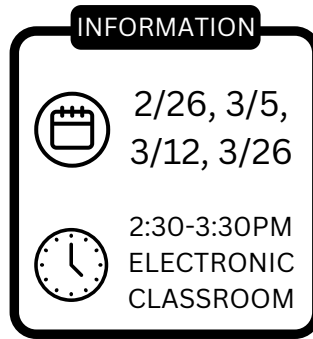 INFORMATION
2/26, 3/5,
3/12, 3/26
2:30-3:30PM
ELECTRONIC
CLASSROOM